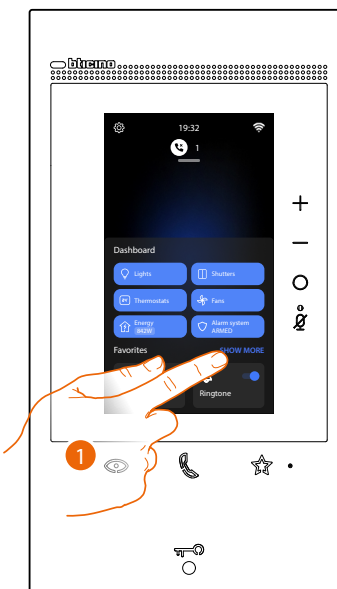 bticino
19:32
1
Dashboard
Lights
Shutters
Thermostats
Fans
Energy
842W
Alarm system
ARMED
Favorites
SHOW MORE
Ringtone
1